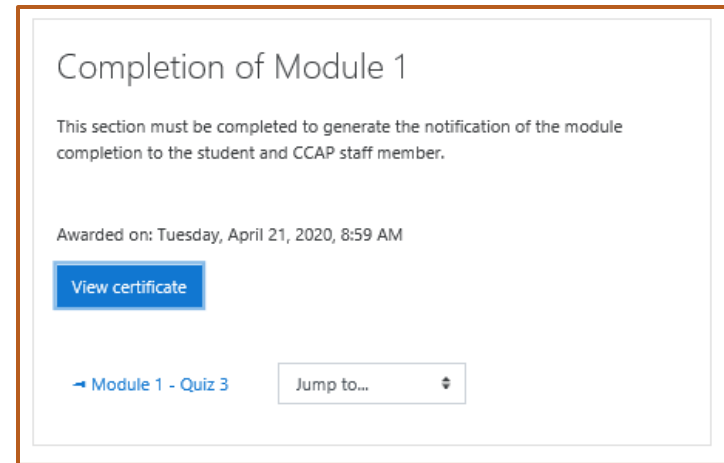 Completion of Module 1
This section must be completed to generate the notification of the module
completion to the student and CCAP staff member.
Awarded on: Tuesday, April 21, 2020, 8:59 AM
View certificate
Module 1 - Quiz 3
Jump to...